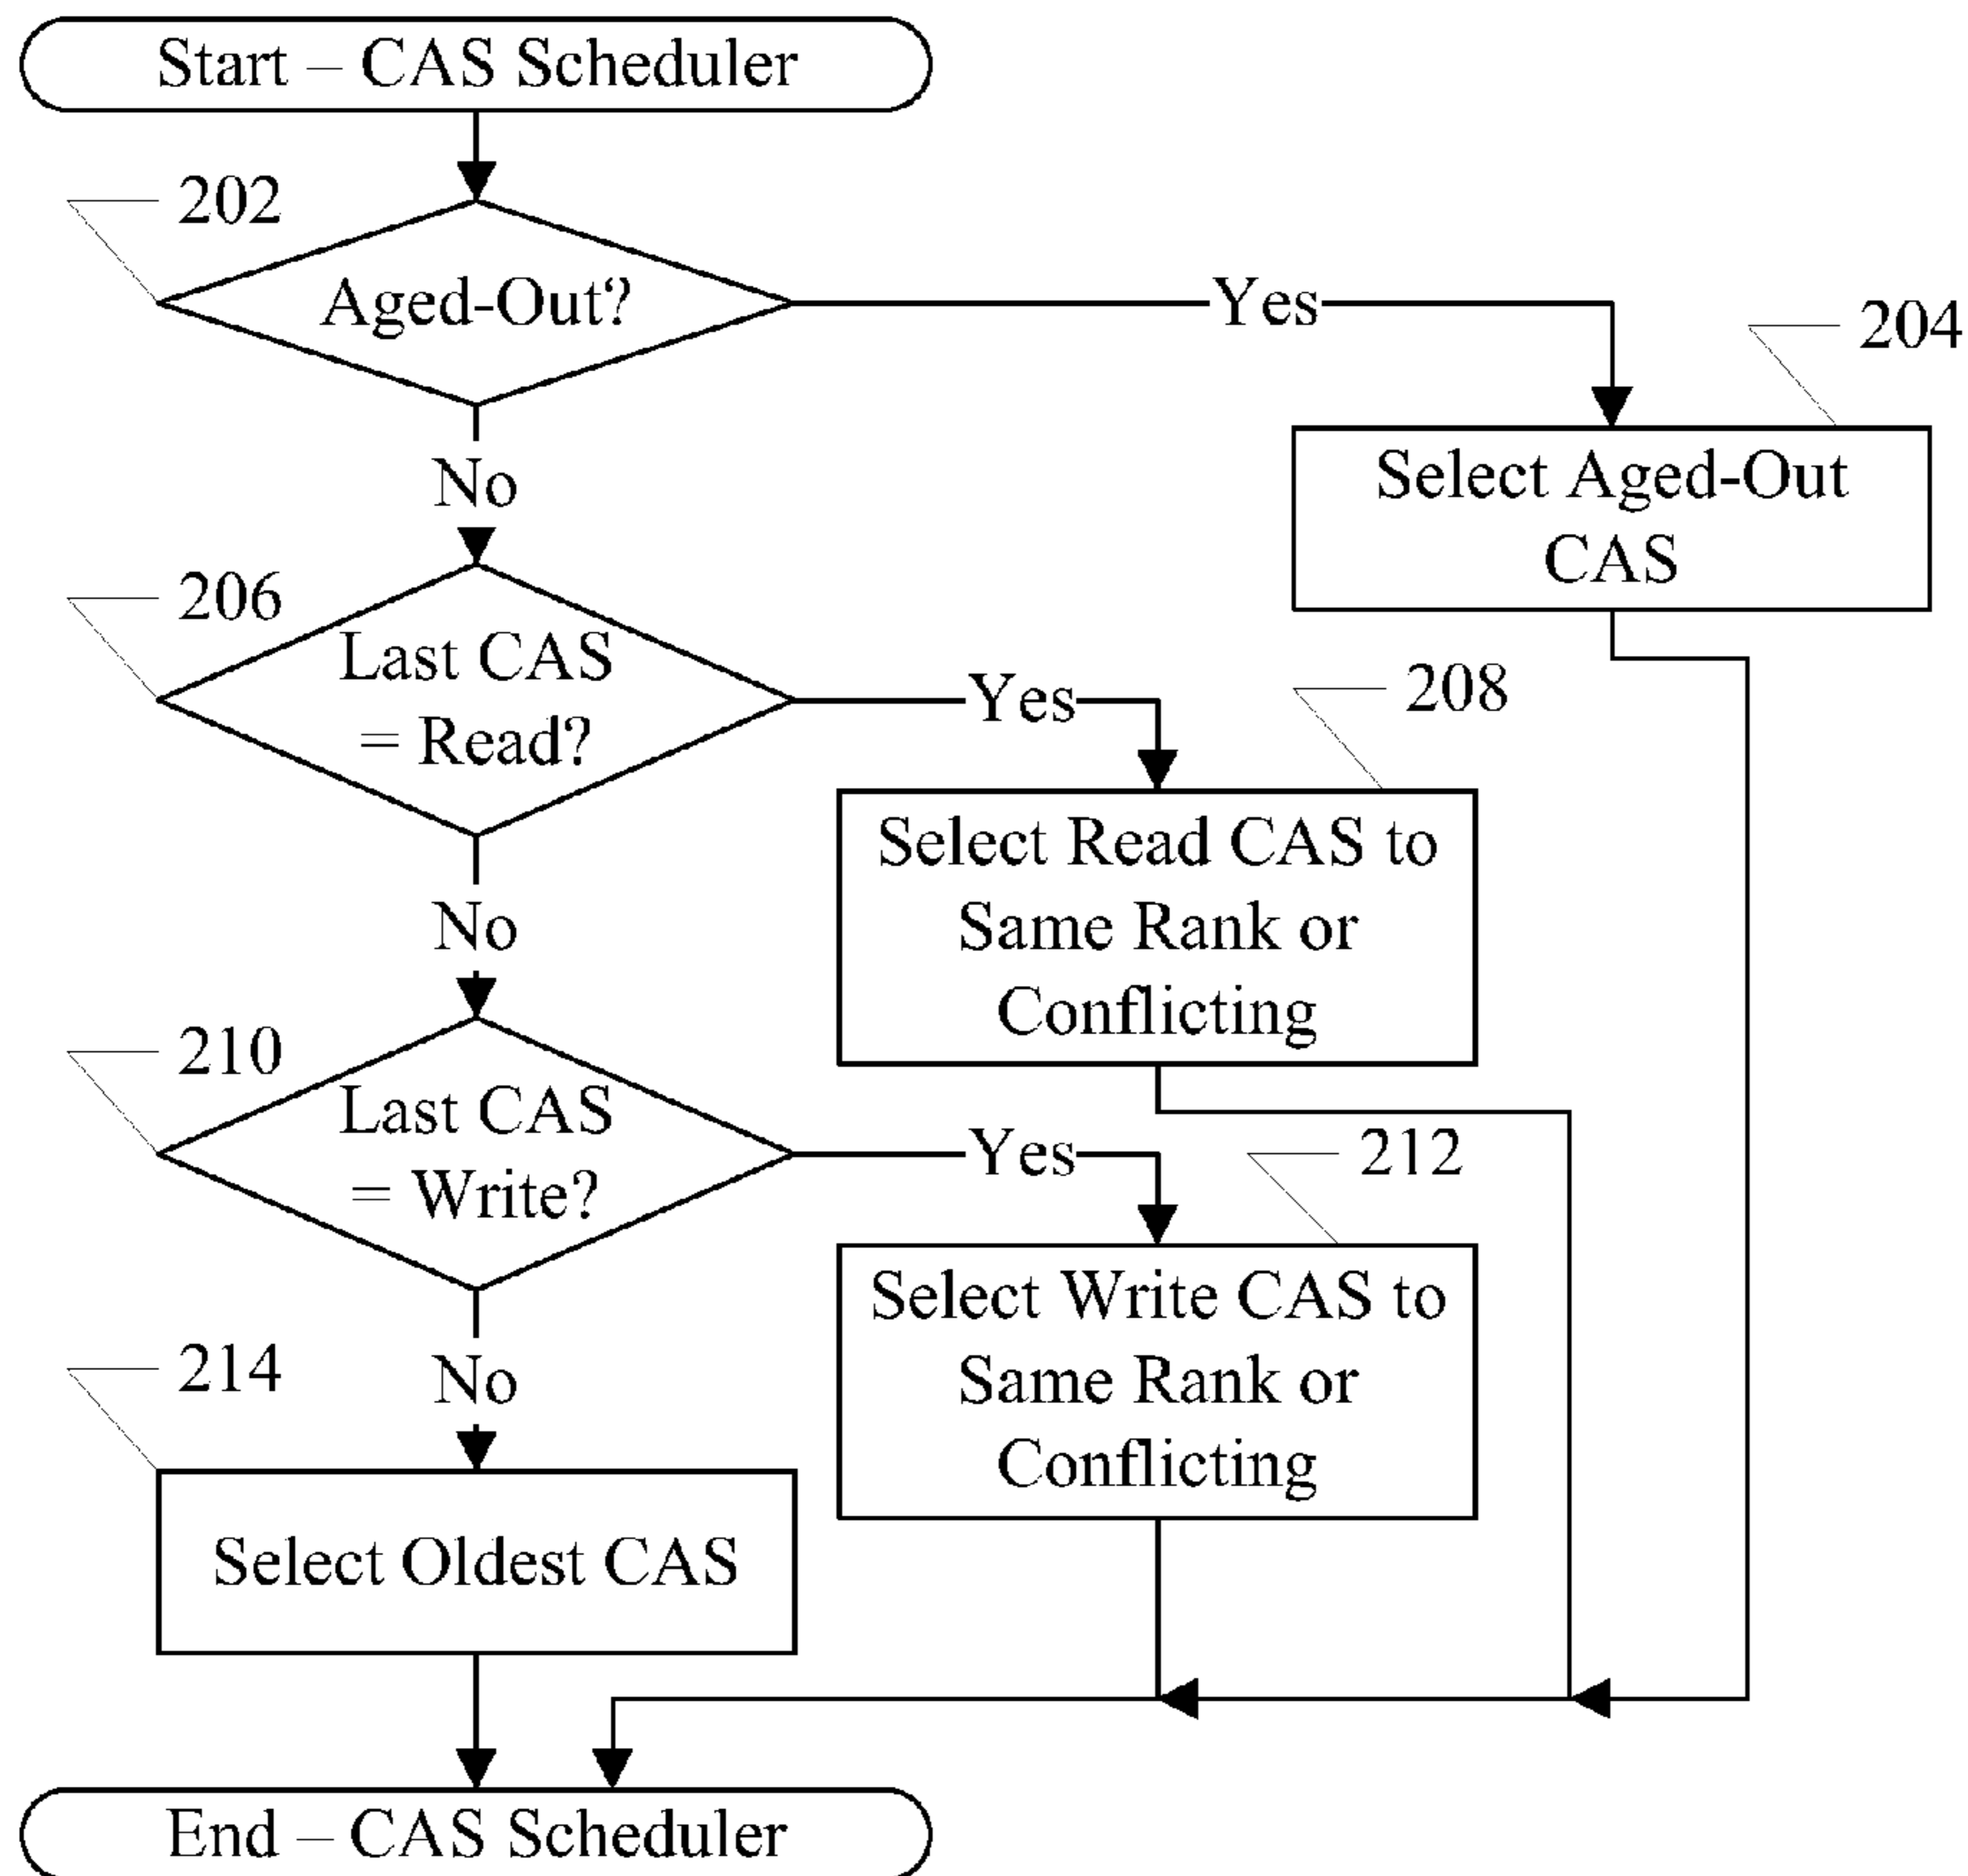 Start – CAS Scheduler
202
Aged-Out?
Yes
204
Select Aged-Out
CAS
No
206
Last CAS
= Read?
Yes
208
Select Read CAS to
Same Rank or
Conflicting
No
210
Last CAS
= Write?
Yes
212
Select Write CAS to
Same Rank or
Conflicting
No
214
Select Oldest CAS
End – CAS Scheduler